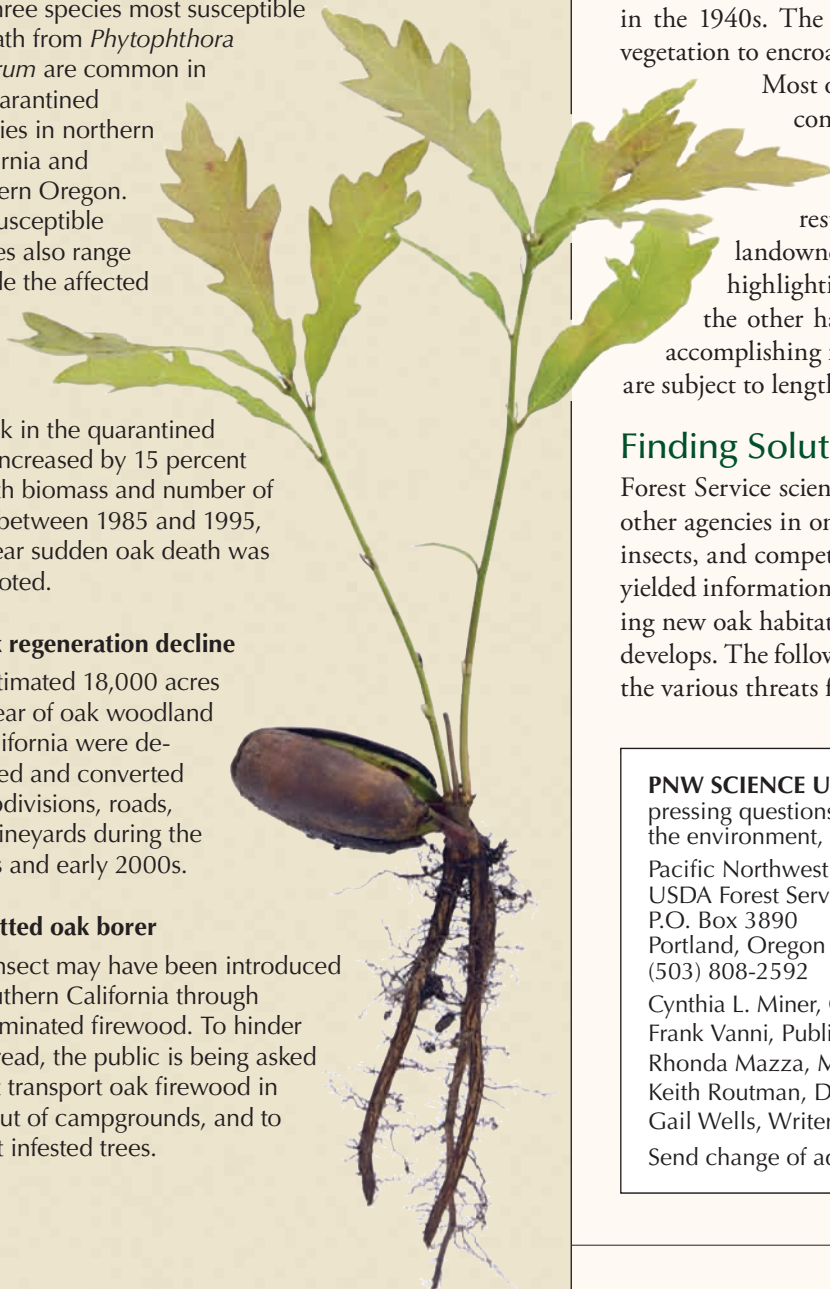 hree species most susceptible
ath from Phytophthora
rum are common in
arantined
ies in northern
rnia and
ern Oregon.
usceptible
es also range
de the affected
k in the quarantined
ncreased by 15 percent
th biomass and number of
between 1985 and 1995,
ear sudden oak death was
oted.
k regeneration decline
timated 18,000 acres
ear of oak woodland
lifornia were de-
ed and converted
bdivisions, roads,
ineyards during the
s and early 2000s.
tted oak borer
nsect may have been introduced
uthern California through
aminated firewood. To hinder
read, the public is being asked
t transport oak firewood in
ut of campgrounds, and to
t infested trees.
in the 1940s. The
vegetation to encroa
Most o
con
res
landowne
highlighti
the other ha
accomplishing
are subject to length
Finding Solut
Forest Service scien
other agencies in on
insects, and compet
yielded information
ing new oak habitat
develops. The follow
the various threats f
PNW SCIENCE U
pressing questions
the environment,
Pacific Northwest
USDA Forest Serv
P.O. Box 3890
Portland, Oregon
(503) 808-2592
Cynthia L. Miner,
Frank Vanni, Publi
Rhonda Mazza, M
Keith Routman, D
Gail Wells, Writer
Send change of ad